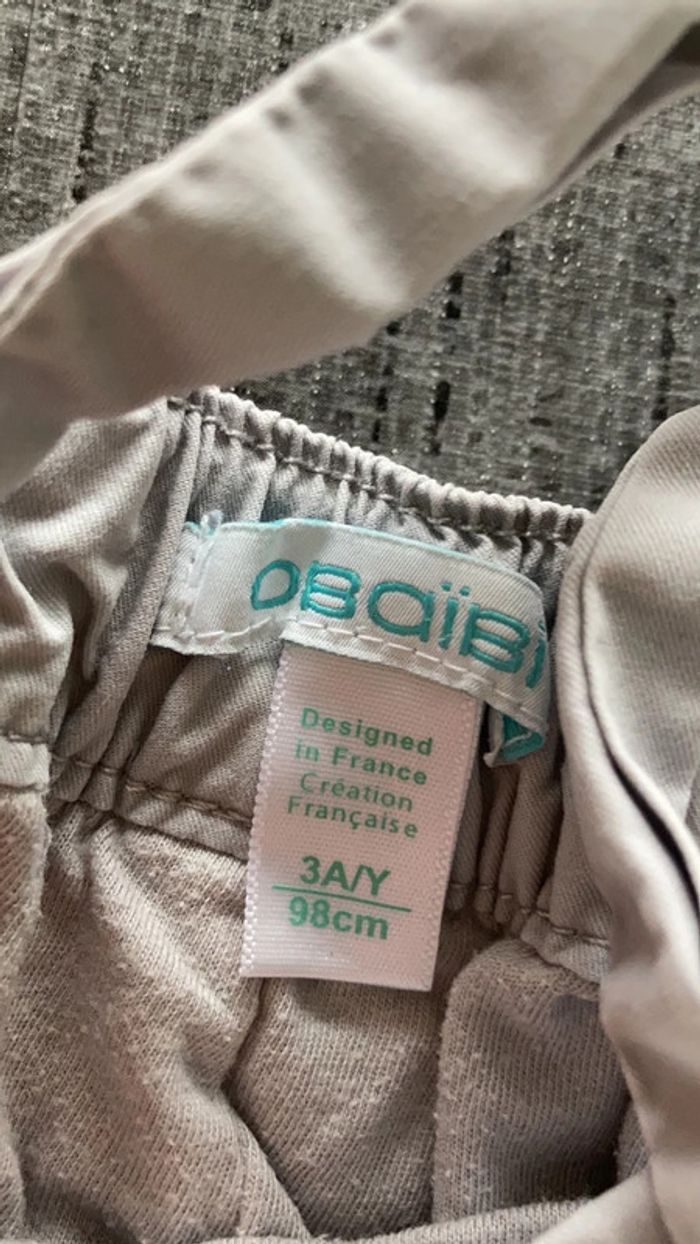 OBaïBi
Designed
in France
Création
Française
3A/Y
98cm